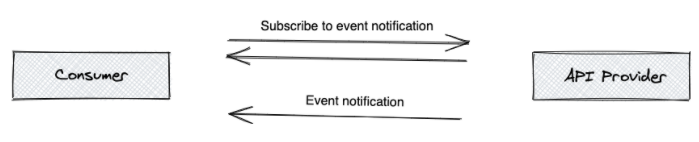 Subscribe to event notification
Consumer
API Provider
Event notification